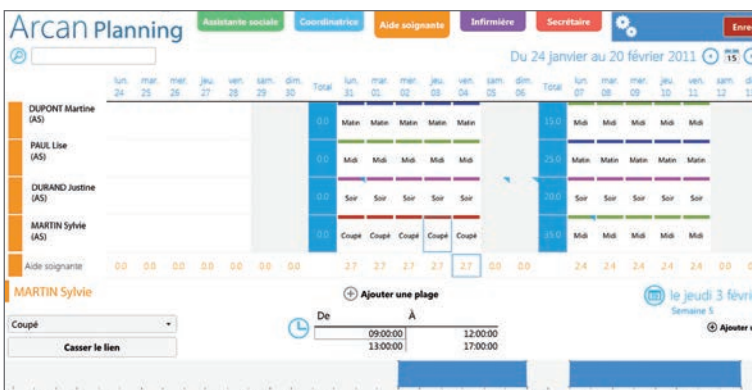 Arcan Planning
Assistante sociale Coordinatrice Aide soignante Infirmière Secrétaire Enre
Du 24 janvier au 20 février 2011 15
lun. mar. mer. jeu. ven. sam. dim. Total lun. mar. mer. jeu. ven. sam. dim. Total lun. mar. mer. jeu. ven. sam. di
24 25 26 27 28 29 30 31 01 02 03 04 05 06 07 08 09 10 11 12 13
DUPONT Martine
(AS) 0.0 Matin Matin Matin Matin Matin 15.0 Midi Midi Midi Midi Midi
PAUL Lise
(AS) 0.0 Midi Midi Midi Midi Midi 25.0 Matin Matin Matin Matin Matin
DURAND Justine
(AS) 0.0 Soir Soir Soir Soir Soir 20.0 Soir Soir Soir Soir Soir
MARTIN Sylvie
(AS) 0.0 Coupé Coupé Coupé Coupé Coupé 35.0 Midi Midi Midi Midi Midi
Aide soignante 0.0 0.0 0.0 0.0 0.0 0.0 0.0 2.7 2.7 2.7 2.7 2.7 0.0 0.0 2.4 2.4 2.4 2.4 2.4 0.0 0
MARTIN Sylvie Ajouter une plage le jeudi 3 févri
Semaine 5
De À
Coupé 09:00:00 12:00:00 Ajouter u
Casser le lien 13:00:00 17:00:00